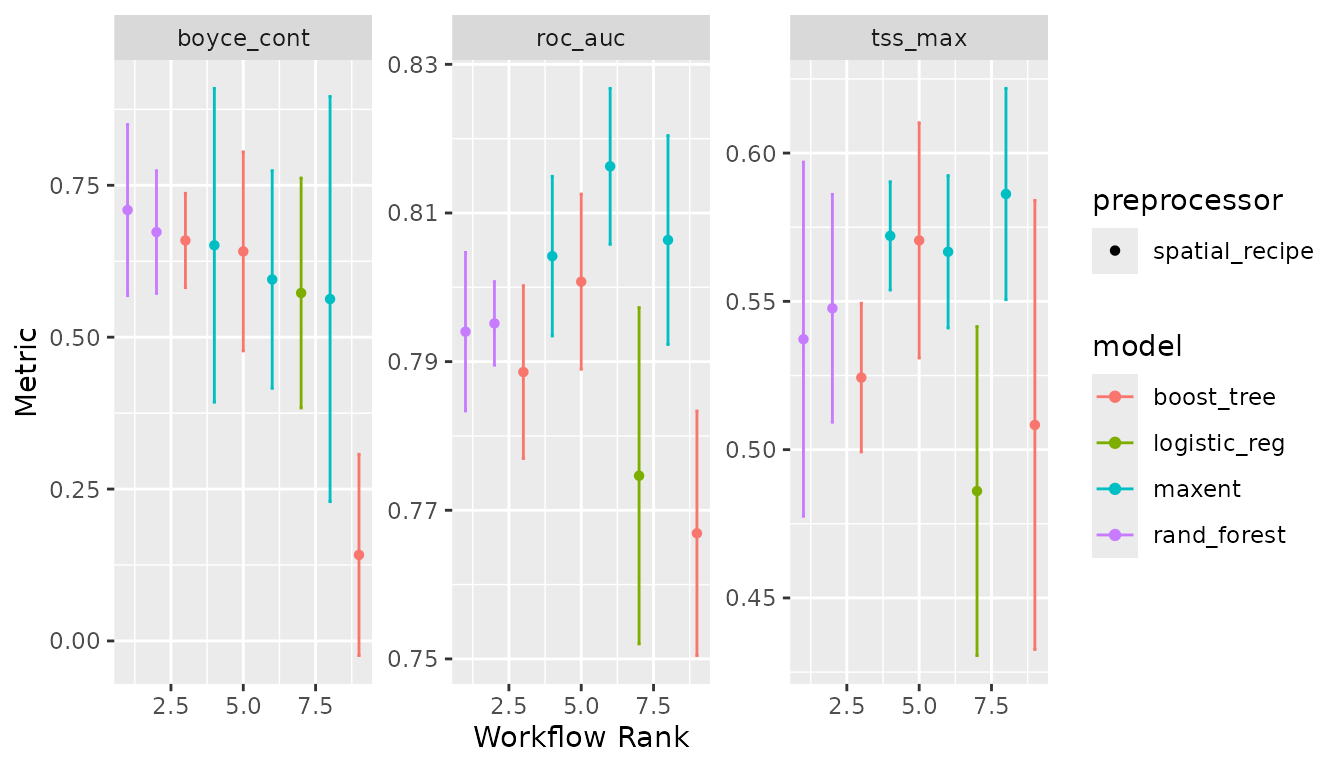 boyce_cont
roc_auc
tss_max
Metric
0.75
0.50
0.25
0.00
0.83
0.81
0.79
0.77
0.75
0.60
0.55
0.50
0.45
2.5 5.0 7.5
2.5 5.0 7.5
2.5 5.0 7.5
Workflow Rank
preprocessor
spatial_recipe
model
boost_tree
logistic_reg
maxent
rand_forest